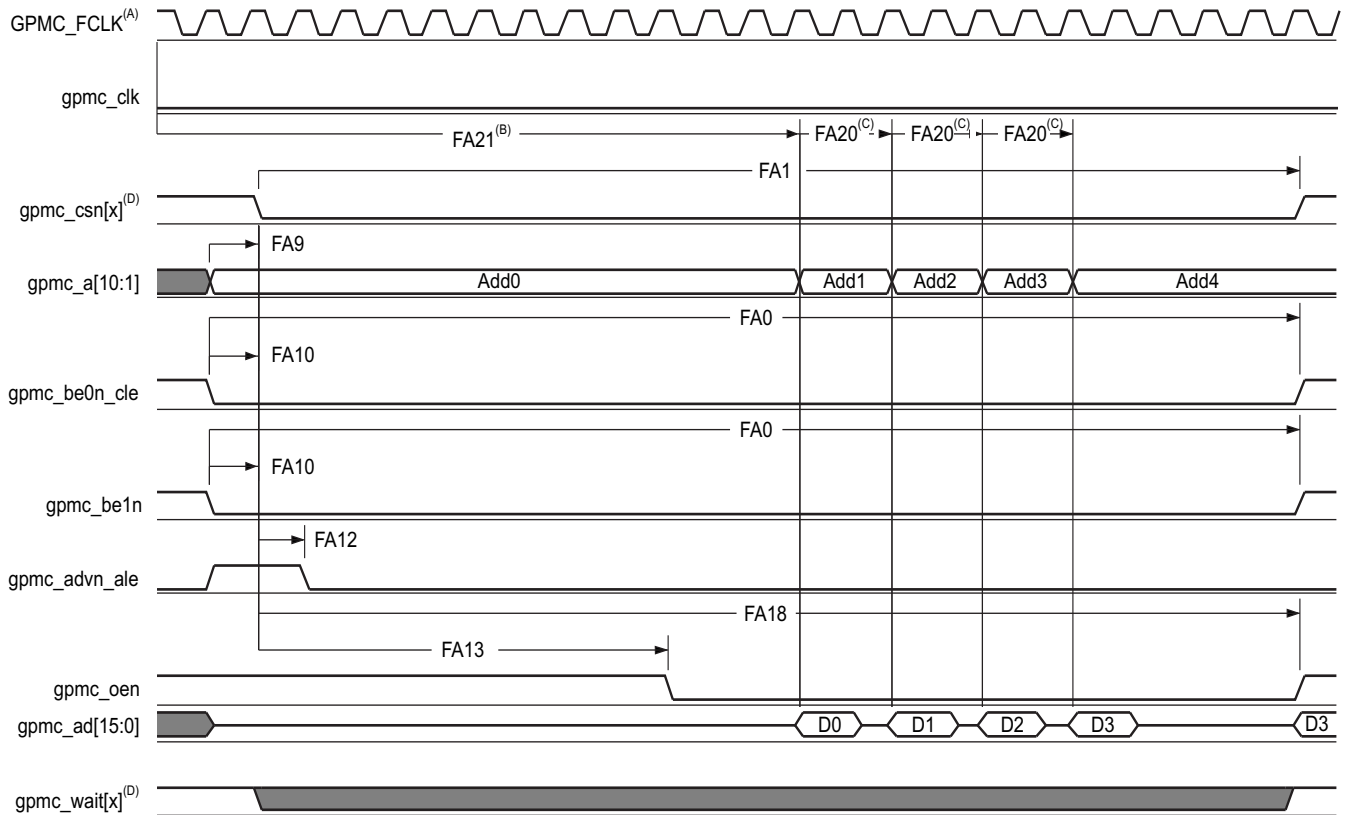 GPMC_FCLK(A)
gpmc_clk
FA21(B) FA20(C) FA20(C) FA20(C)
FA1
gpmc_csn[x](D)
FA9
gpmc_a[10:1] Add0 Add1 Add2 Add3 Add4
FA0
FA10
gpmc_be0n_cle
FA0
FA10
gpmc_be1n
FA12
gpmc_advn_ale
FA18
FA13
gpmc_oen
gpmc_ad[15:0] D0 D1 D2 D3 D3
gpmc_wait[x](D)